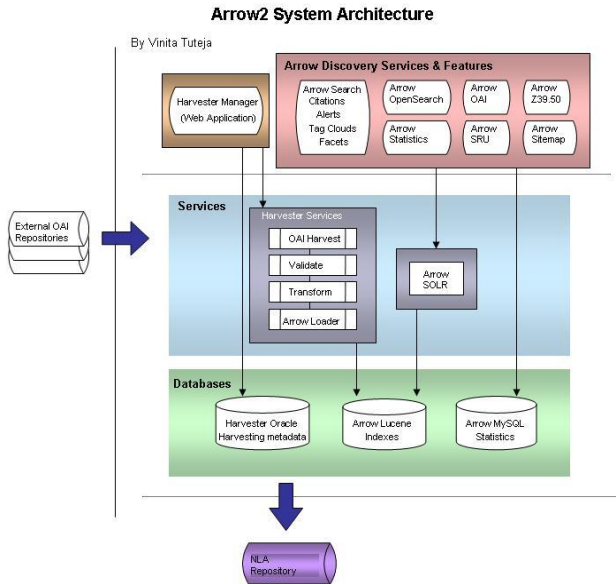 Arrow2 System Architecture
By Vinita Tuteja
Arrow Discovery Services & Features
Harvester Manager
(Web Application)
Arrow Search
Citations
Alerts
Tag Clouds
Facets
Arrow
OpenSearch
Arrow
OAI
Arrow
Z39.50
Arrow
Statistics
Arrow
SRU
Arrow
Sitemap
External OAI
Repositories
Services
Harvester Services
OAI Harvest
Validate
Transform
Arrow Loader
Arrow
SOLR
Databases
Harvester Oracle
Harvesting metadata
Arrow Lucene
Indexes
Arrow MySQL
Statistics
NLA
Repository